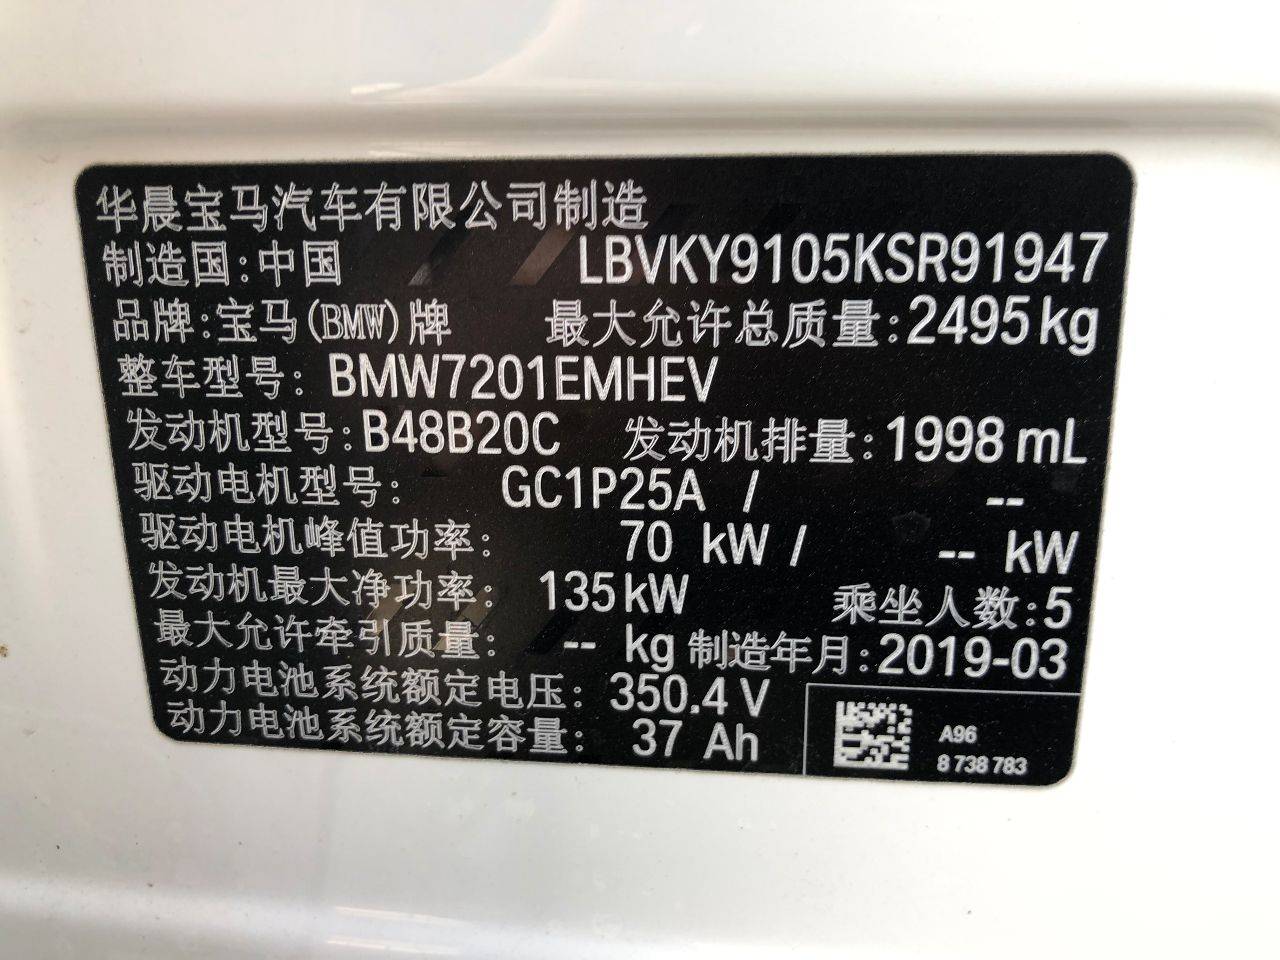 华晨宝马汽车有限公司制造
制造国:中国 LBVKY9105KSR91947
品牌:宝马(BMW)牌 最大允许总质量:2495kg
整车型号: BMW7201EMHEV
发动机型号:B48B20C 发动机排量:1998 mL
驱动电机型号: GC1P25A / --
驱动电机峰值功率: 70 kW / -- kW
发动机最大净功率: 135kW 乘坐人数:5
最大允许牵引质量: -- kg 制造年月:2019-03
动力电池系统额定电压: 350.4 V
动力电池系统额定容量: 37 Ah
A96
8 738 783